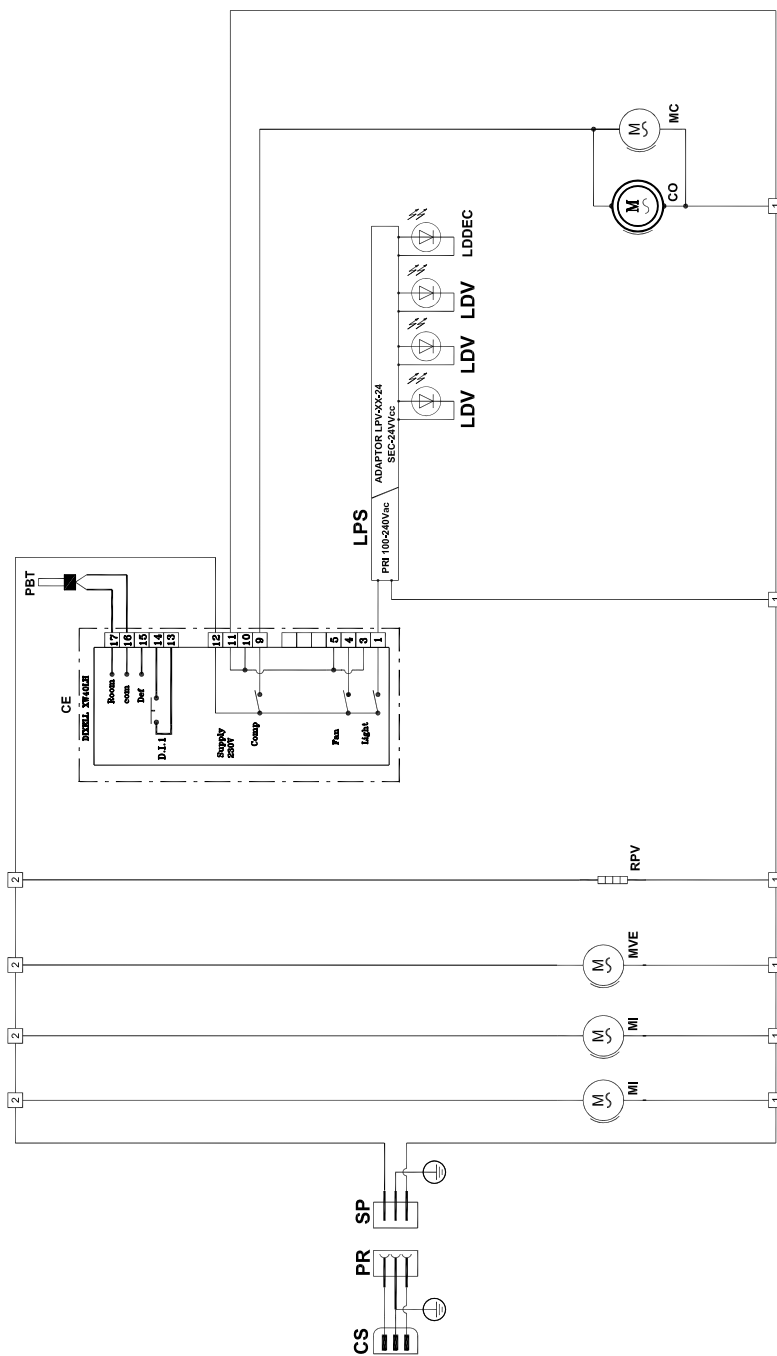 MC
CO
1
LDDEC
LDV
LDV
LDV
ADAPTOR LPV-XX-24
SEC-24VVcc
LPS
PRI 100-240Vac
1
PBT
CE
DIXELL XW40LH
17
16
15
14
13
12
11
10
9
5
4
3
1
Room
com
Def
D.I.1
Supply
230V
Comp
Fan
Light
2
RPV
1
2
MVE
1
2
MI
1
2
MI
1
SP
PR
CS
M
M
M
M
M